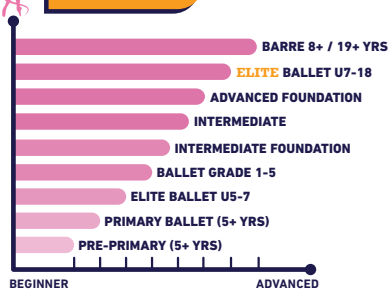 BARRE 8+ / 19+ YRS
ELITE BALLET U7-18
ADVANCED FOUNDATION
INTERMEDIATE
INTERMEDIATE FOUNDATION
BALLET GRADE 1-5
ELITE BALLET U5-7
PRIMARY BALLET (5+ YRS)
PRE-PRIMARY (5+ YRS)
BEGINNER ADVANCED